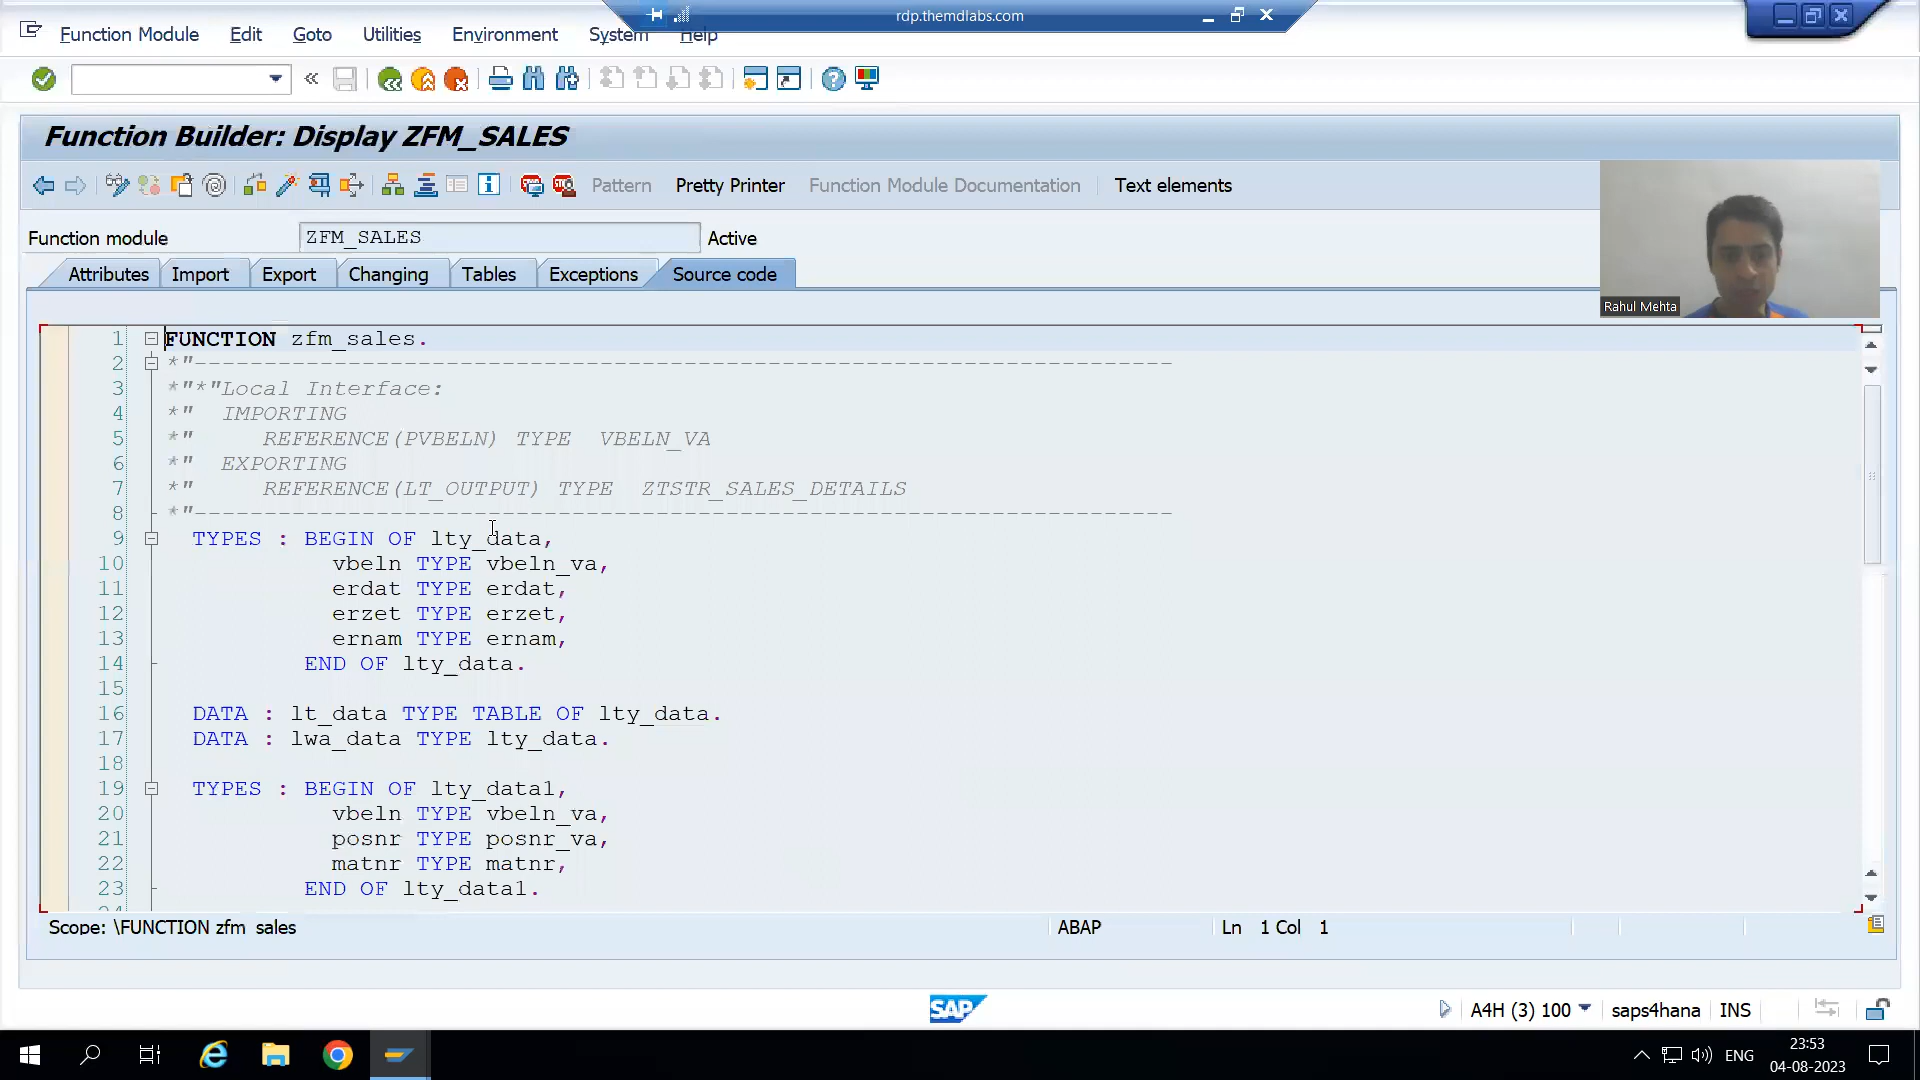 rdp.themdlabs.com
Function Module Edit Goto Utilities Environment System Help
Function Builder: Display ZFM_SALES
Pattern Pretty Printer Function Module Documentation Text elements
Function module ZFM_SALES Active
Attributes Import Export Changing Tables Exceptions Source code
Rahul Mehta
1 FUNCTION zfm_sales.
2 *"----------------------------------------------------------------------
3 *"*"Local Interface:
4 *" IMPORTING
5 *" REFERENCE(PVBELN) TYPE VBELN_VA
6 *" EXPORTING
7 *" REFERENCE(LT_OUTPUT) TYPE ZTSTR_SALES_DETAILS
8 *"----------------------------------------------------------------------
9 TYPES : BEGIN OF lty_data,
10 vbeln TYPE vbeln_va,
11 erdat TYPE erdat,
12 erzet TYPE erzet,
13 ernam TYPE ernam,
14 END OF lty_data.
15
16 DATA : lt_data TYPE TABLE OF lty_data.
17 DATA : lwa_data TYPE lty_data.
18
19 TYPES : BEGIN OF lty_data1,
20 vbeln TYPE vbeln_va,
21 posnr TYPE posnr_va,
22 matnr TYPE matnr,
23 END OF lty_data1.
Scope: \FUNCTION zfm_sales ABAP Ln 1 Col 1
SAP A4H (3) 100 saps4hana INS
ENG 23:53
04-08-2023